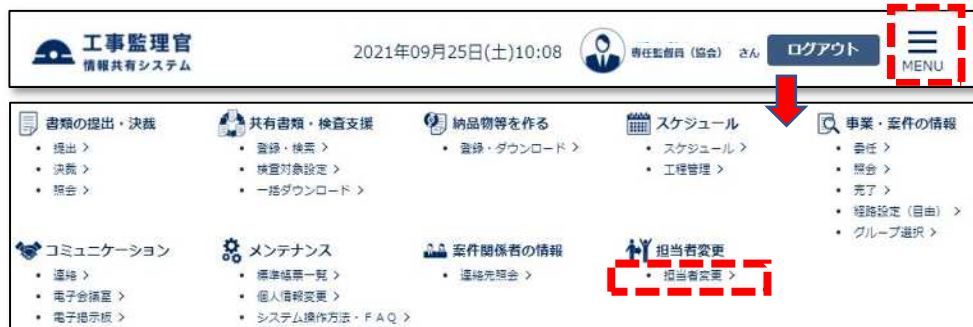 工事監理官
情報共有システム
2021年09月25日(土)10:08
専任監督員（協会） さん
ログアウト
MENU
書類の提出・決裁
・ 提出 >
・ 決裁 >
・ 照会 >
共有書類・検査支援
・ 登録・検索 >
・ 検査対象設定 >
・ 一括ダウンロード >
納品物等を作る
・ 登録・ダウンロード >
スケジュール
・ スケジュール >
・ 工程管理 >
事業・案件の情報
・ 委任 >
・ 照会 >
・ 完了 >
・ 経路設定（自由） >
・ グループ選択 >
コミュニケーション
・ 連絡 >
・ 電子会議室 >
・ 電子掲示板 >
メンテナンス
・ 標準帳票一覧 >
・ 個人情報変更 >
・ システム操作方法・ＦＡＱ >
案件関係者の情報
・ 連絡先照会 >
担当者変更
・ 担当者変更 >